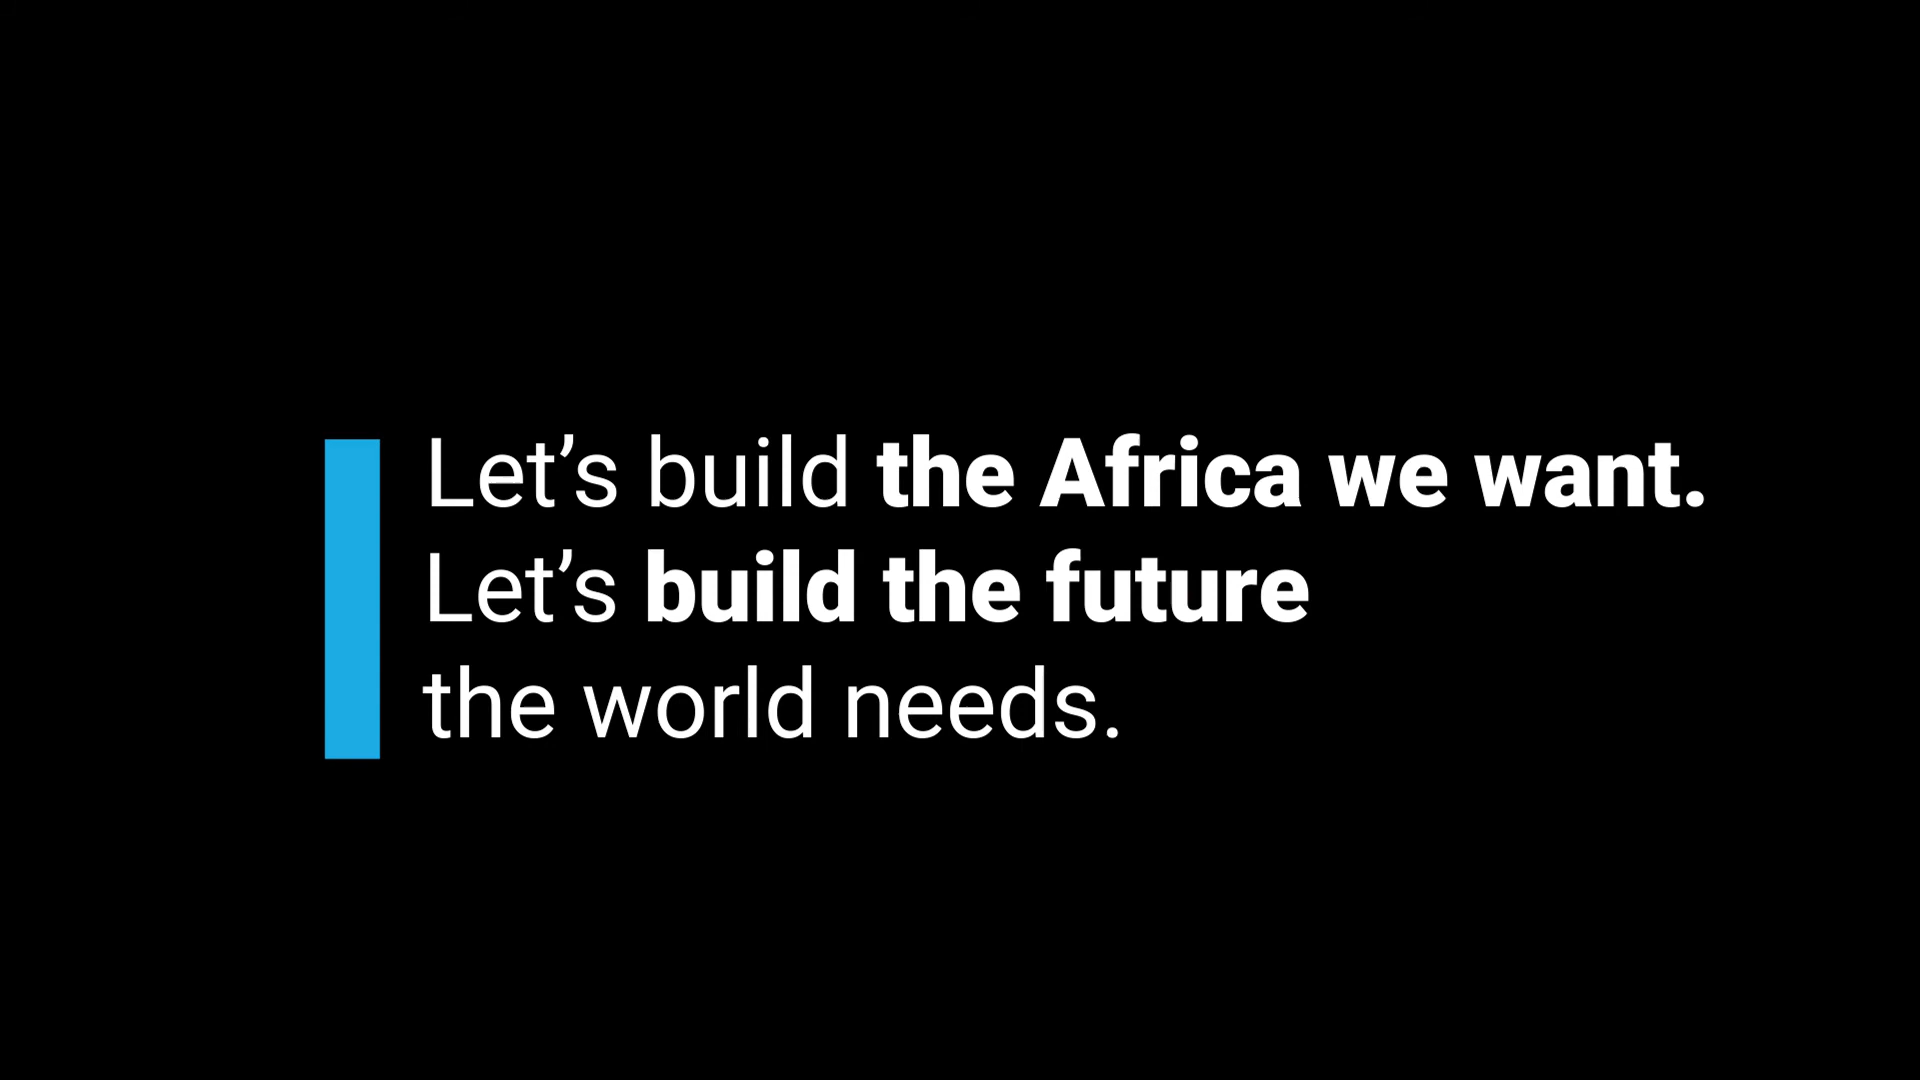 Let’s build the Africa we want.
Let’s build the future
the world needs.